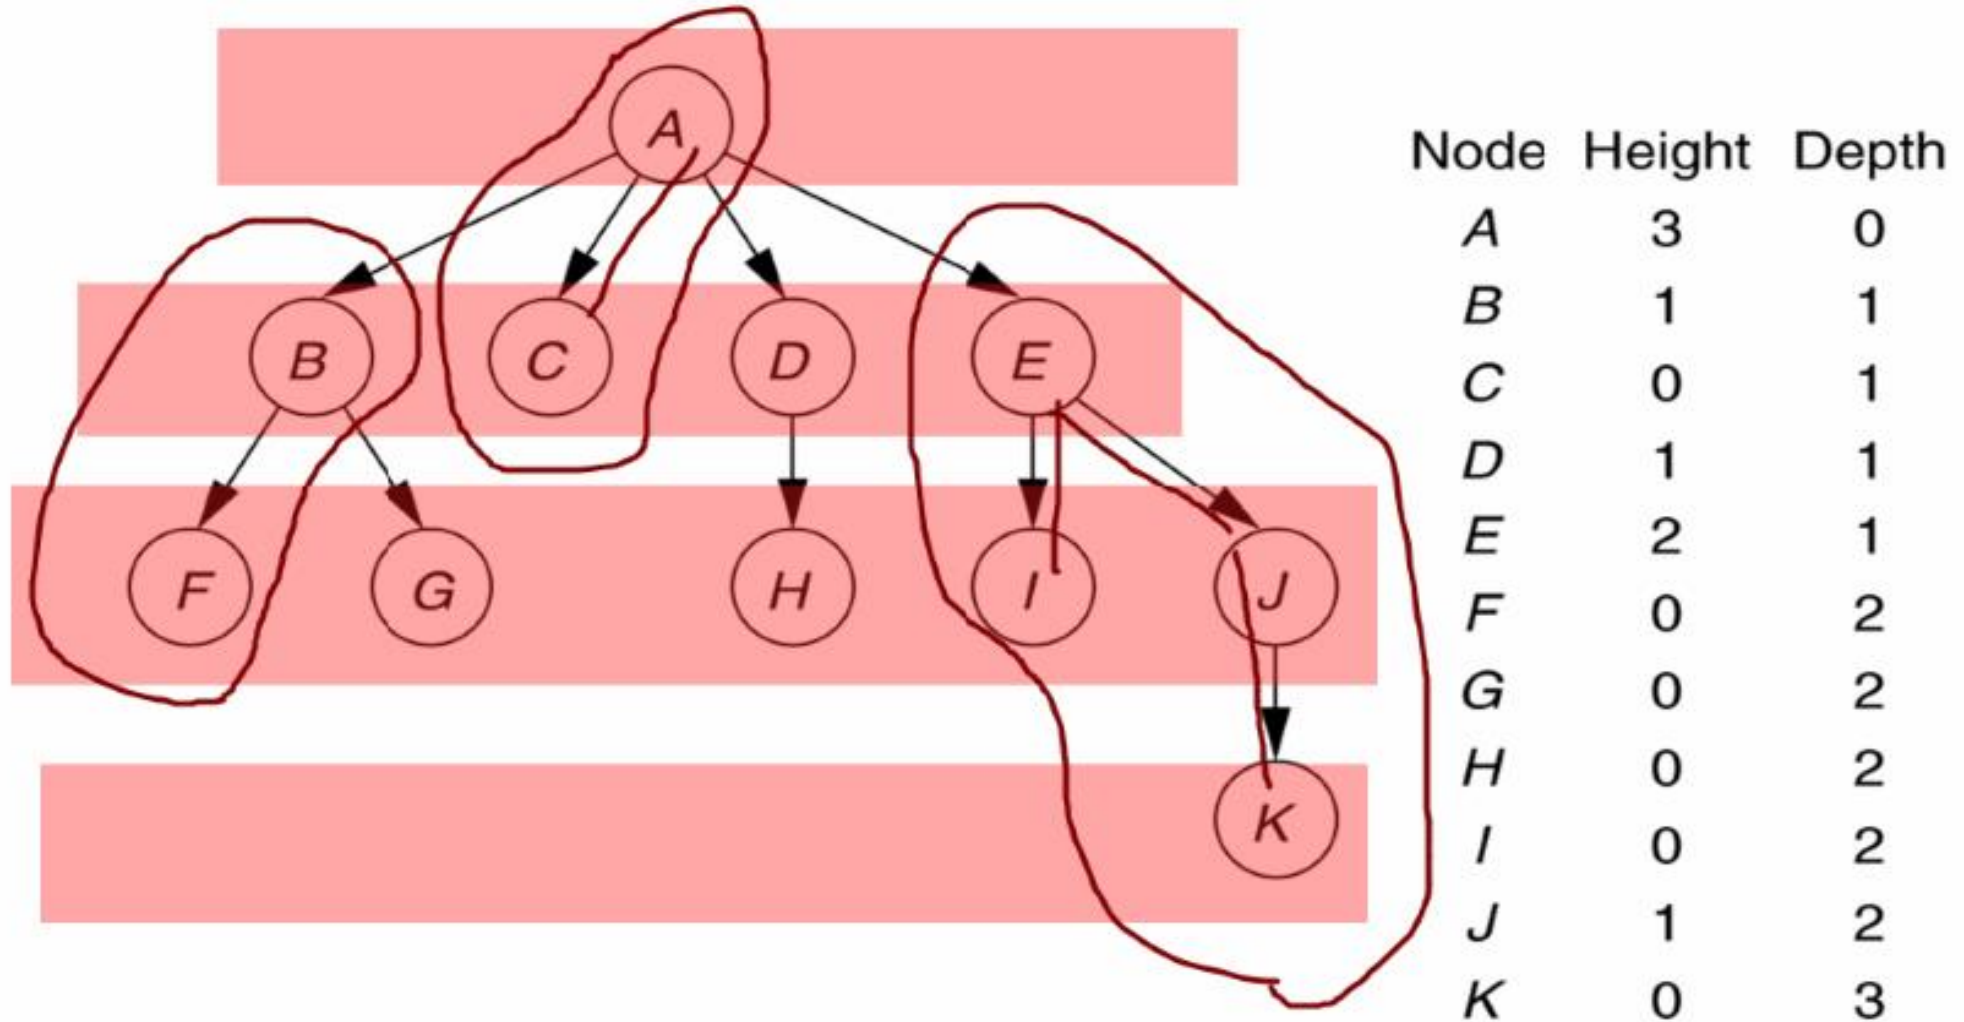 A
B C D E
F G H I J
K
Node Height Depth
A 3 0
B 1 1
C 0 1
D 1 1
E 2 1
F 0 2
G 0 2
H 0 2
I 0 2
J 1 2
K 0 3